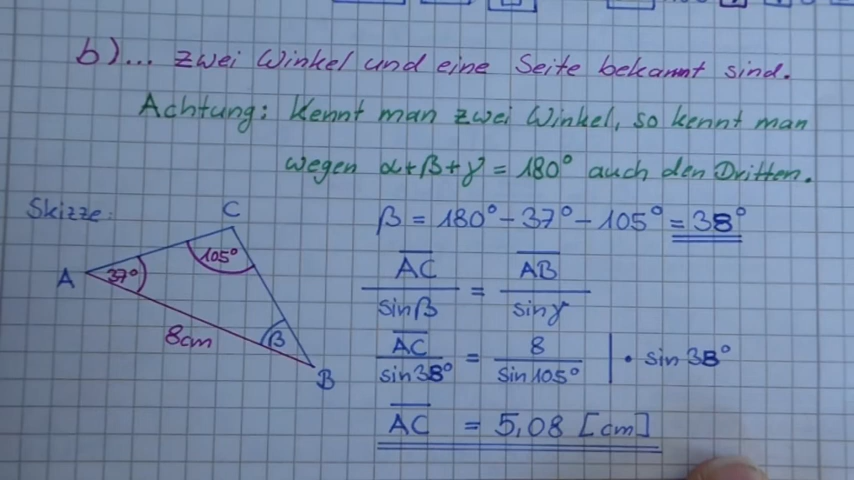 b)... zwei Winkel und eine Seite bekannt sind.
Achtung: Kennt man zwei Winkel, so kennt man
wegen α+β+γ = 180° auch den Dritten.
Skizze:
C
A
37°
105°
8cm
β
B
β = 180° - 37° - 105° = 38°
AC / sinβ = AB / sinγ
AC / sin38° = 8 / sin105° | · sin38°
AC = 5,08 [cm]